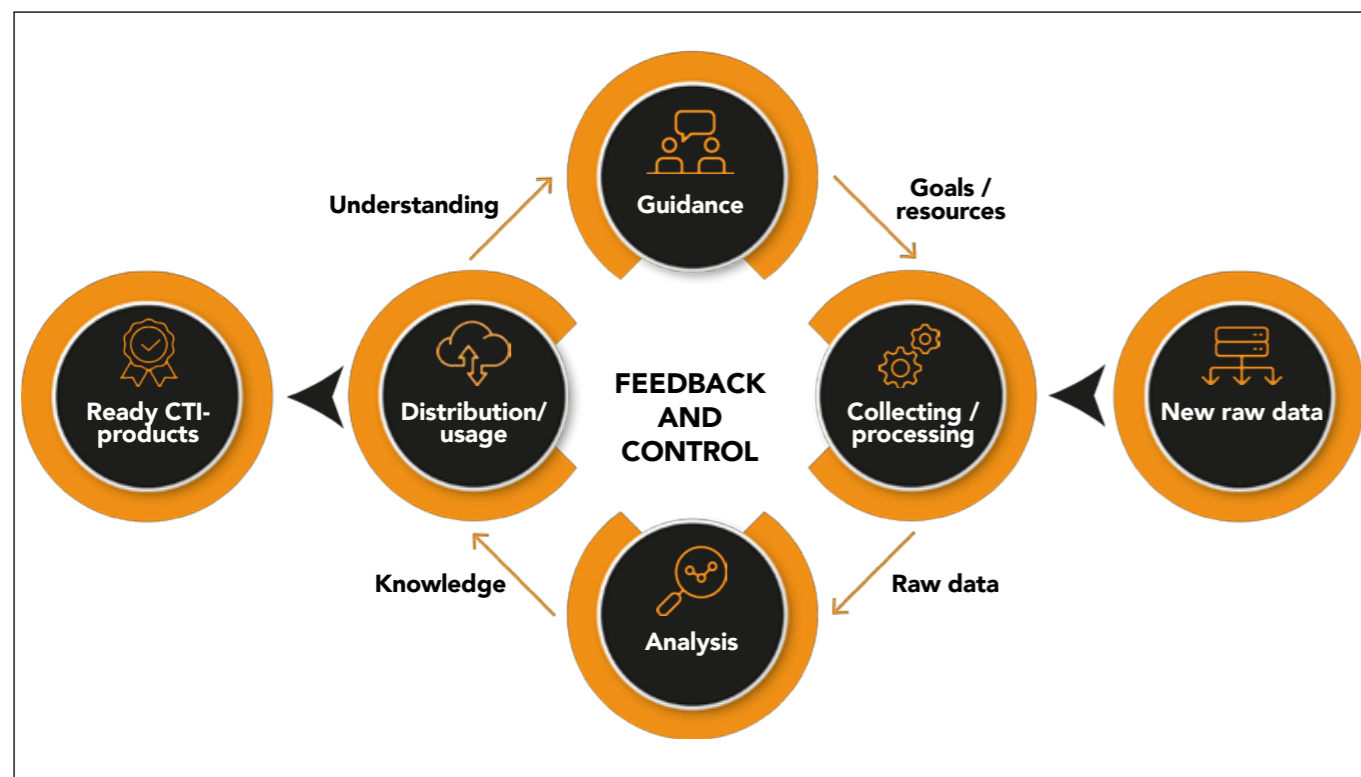 Guidance
Understanding
Goals /
resources
Ready CTI-
products
Distribution/
usage
FEEDBACK
AND
CONTROL
Collecting /
processing
New raw data
Knowledge
Raw data
Analysis